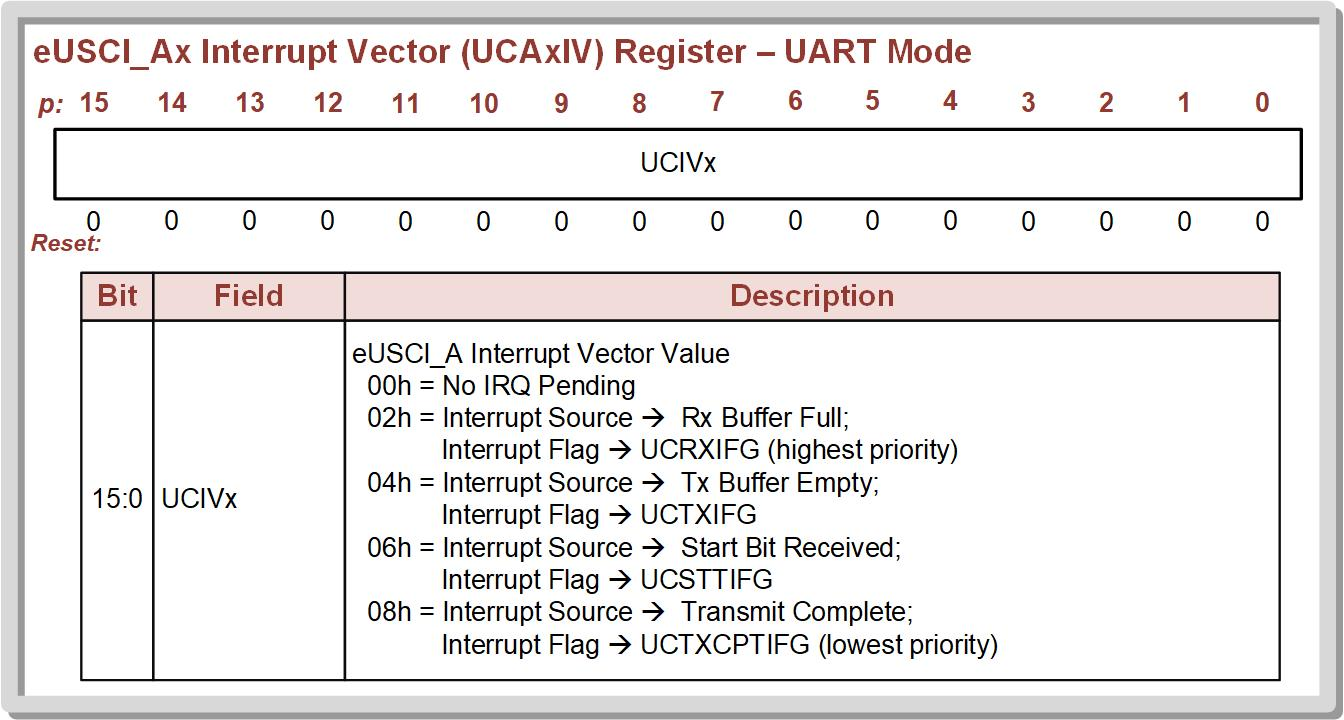 eUSCI_Ax Interrupt Vector (UCAxIV) Register – UART Mode
p: 15 14 13 12 11 10 9 8 7 6 5 4 3 2 1 0
UCIVx
0 0 0 0 0 0 0 0 0 0 0 0 0 0 0 0
Reset:
Bit Field Description
eUSCI_A Interrupt Vector Value
00h = No IRQ Pending
02h = Interrupt Source → Rx Buffer Full;
Interrupt Flag → UCRXIFG (highest priority)
04h = Interrupt Source → Tx Buffer Empty;
Interrupt Flag → UCTXIFG
15:0 UCIVx
06h = Interrupt Source → Start Bit Received;
Interrupt Flag → UCSTTIFG
08h = Interrupt Source → Transmit Complete;
Interrupt Flag → UCTXCPTIFG (lowest priority)